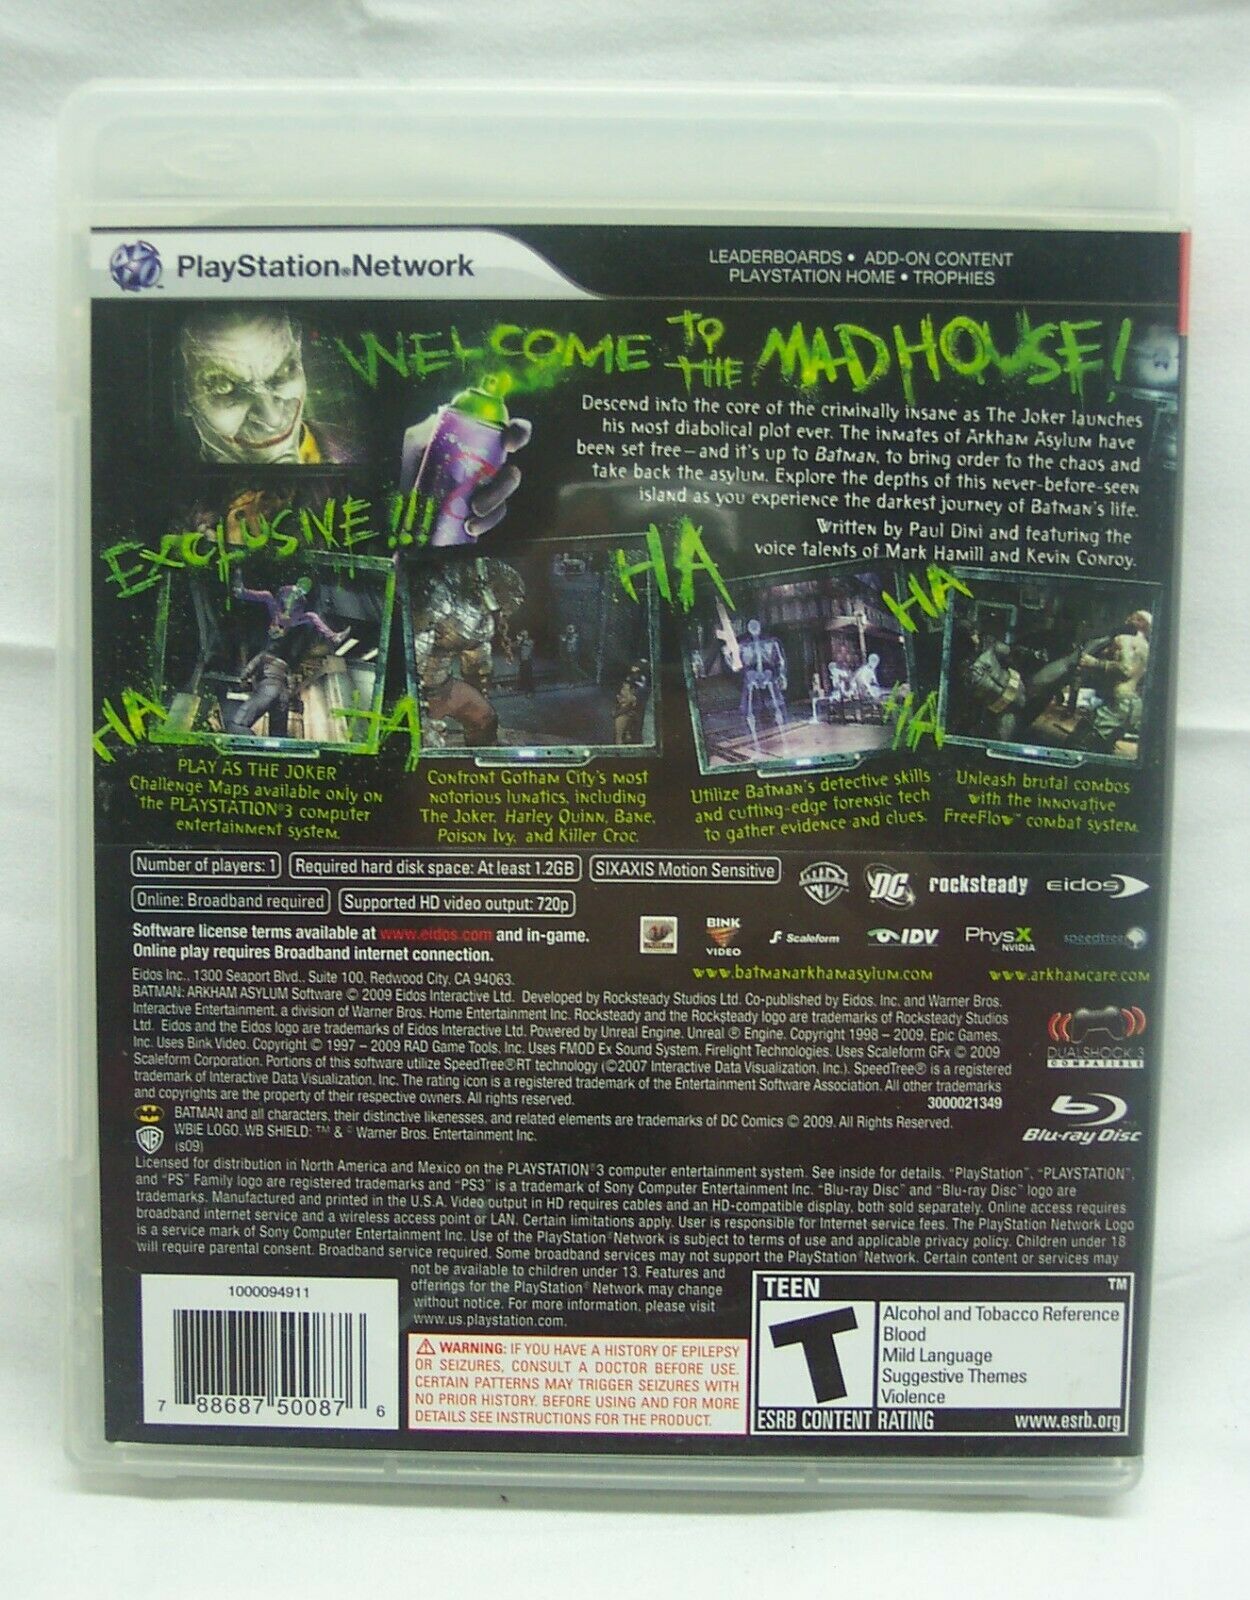 PlayStation®Network
LEADERBOARDS • ADD-ON CONTENT
PLAYSTATION HOME • TROPHIES
WELCOME TO THE MADHOUSE!
Descend into the core of the criminally insane as The Joker launches
his most diabolical plot ever. The inmates of Arkham Asylum have
been set free—and it's up to Batman, to bring order to the chaos and
take back the asylum. Explore the depths of this never-before-seen
island as you experience the darkest journey of Batman's life.
Written by Paul Dini and featuring the
voice talents of Mark Hamill and Kevin Conroy.
EXCLUSIVE!!!
HA
HA
HA
HA
HA
PLAY AS THE JOKER
Challenge Maps available only on
the PLAYSTATION®3 computer
entertainment system.
Confront Gotham City's most
notorious lunatics, including
The Joker, Harley Quinn, Bane,
Poison Ivy, and Killer Croc.
Utilize Batman's detective skills
and cutting-edge forensic tech
to gather evidence and clues.
Unleash brutal combos
with the innovative
FreeFlow™ combat system.
Number of players: 1
Required hard disk space: At least 1.2GB
SIXAXIS Motion Sensitive
Online: Broadband required
Supported HD video output: 720p
WB
DC
rocksteady
eidos
Software license terms available at www.eidos.com and in-game.
Online play requires Broadband internet connection.
BINK
VIDEO
Scaleform
IDV
PhysX
NVIDIA
speedtree
www.batmanarkhamasylum.com
www.arkhamcare.com
Eidos Inc., 1300 Seaport Blvd., Suite 100, Redwood City, CA 94063.
BATMAN: ARKHAM ASYLUM Software © 2009 Eidos Interactive Ltd. Developed by Rocksteady Studios Ltd. Co-published by Eidos, Inc. and Warner Bros.
Interactive Entertainment, a division of Warner Bros. Home Entertainment Inc. Rocksteady and the Rocksteady logo are trademarks of Rocksteady Studios
Ltd. Eidos and the Eidos logo are trademarks of Eidos Interactive Ltd. Powered by Unreal Engine. Unreal ® Engine, Copyright 1998 – 2009, Epic Games,
Inc. Uses Bink Video. Copyright © 1997 – 2009 RAD Game Tools, Inc. Uses FMOD Ex Sound System, Firelight Technologies. Uses Scaleform GFx © 2009
Scaleform Corporation. Portions of this software utilize SpeedTree®RT technology (©2007 Interactive Data Visualization, Inc.). SpeedTree® is a registered
trademark of Interactive Data Visualization, Inc. The rating icon is a registered trademark of the Entertainment Software Association. All other trademarks
and copyrights are the property of their respective owners. All rights reserved.
3000021349
DUALSHOCK 3
COMPATIBLE
BATMAN and all characters, their distinctive likenesses, and related elements are trademarks of DC Comics © 2009. All Rights Reserved.
WBIE LOGO, WB SHIELD: ™ & © Warner Bros. Entertainment Inc.
(s09)
Blu-ray Disc
Licensed for distribution in North America and Mexico on the PLAYSTATION®3 computer entertainment system. See inside for details. "PlayStation", "PLAYSTATION",
and "PS" Family logo are registered trademarks and "PS3" is a trademark of Sony Computer Entertainment Inc. "Blu-ray Disc" and "Blu-ray Disc" logo are
trademarks. Manufactured and printed in the U.S.A. Video output in HD requires cables and an HD-compatible display, both sold separately. Online access requires
broadband internet service and a wireless access point or LAN. Certain limitations apply. User is responsible for Internet service fees. The PlayStation Network Logo
is a service mark of Sony Computer Entertainment Inc. Use of the PlayStation®Network is subject to terms of use and applicable privacy policy. Children under 18
will require parental consent. Broadband service required. Some broadband services may not support the PlayStation®Network. Certain content or services may
not be available to children under 13. Features and
offerings for the PlayStation®Network may change
without notice. For more information, please visit
www.us.playstation.com.
1000094911
7 88687 50087 6
WARNING: IF YOU HAVE A HISTORY OF EPILEPSY
OR SEIZURES, CONSULT A DOCTOR BEFORE USE.
CERTAIN PATTERNS MAY TRIGGER SEIZURES WITH
NO PRIOR HISTORY. BEFORE USING AND FOR MORE
DETAILS SEE INSTRUCTIONS FOR THE PRODUCT.
TEEN ™
T
Alcohol and Tobacco Reference
Blood
Mild Language
Suggestive Themes
Violence
ESRB CONTENT RATING www.esrb.org